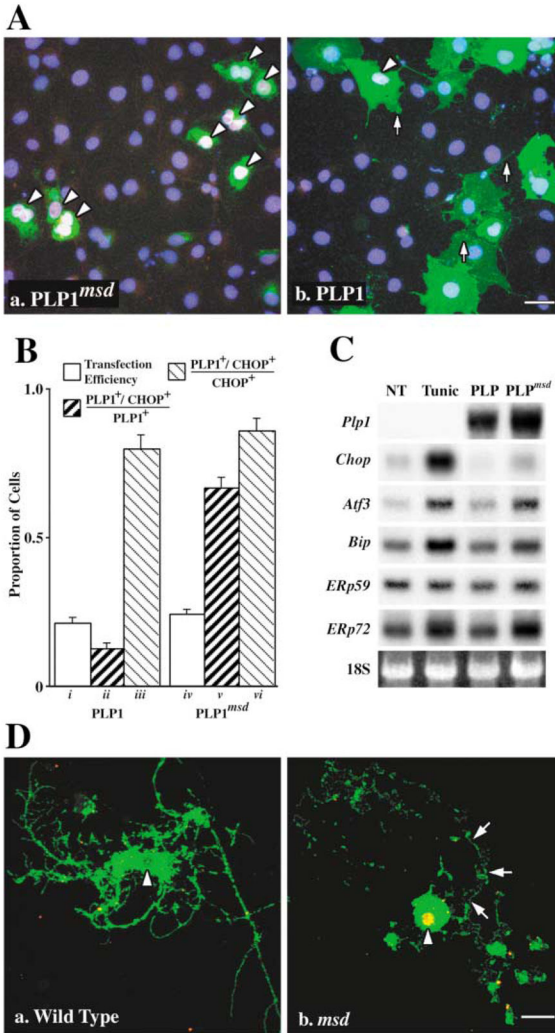 A
a. PLP1msd
b. PLP1
B
Transfection Efficiency
PLP1+/ CHOP+
CHOP+
PLP1+/ CHOP+
PLP1+
1.0
0.5
0
Proportion of Cells
i ii iii iv v vi
PLP1 PLP1msd
C
NT Tunic PLP PLPmsd
Plp1
Chop
Atf3
Bip
ERp59
ERp72
18S
D
a. Wild Type
b. msd